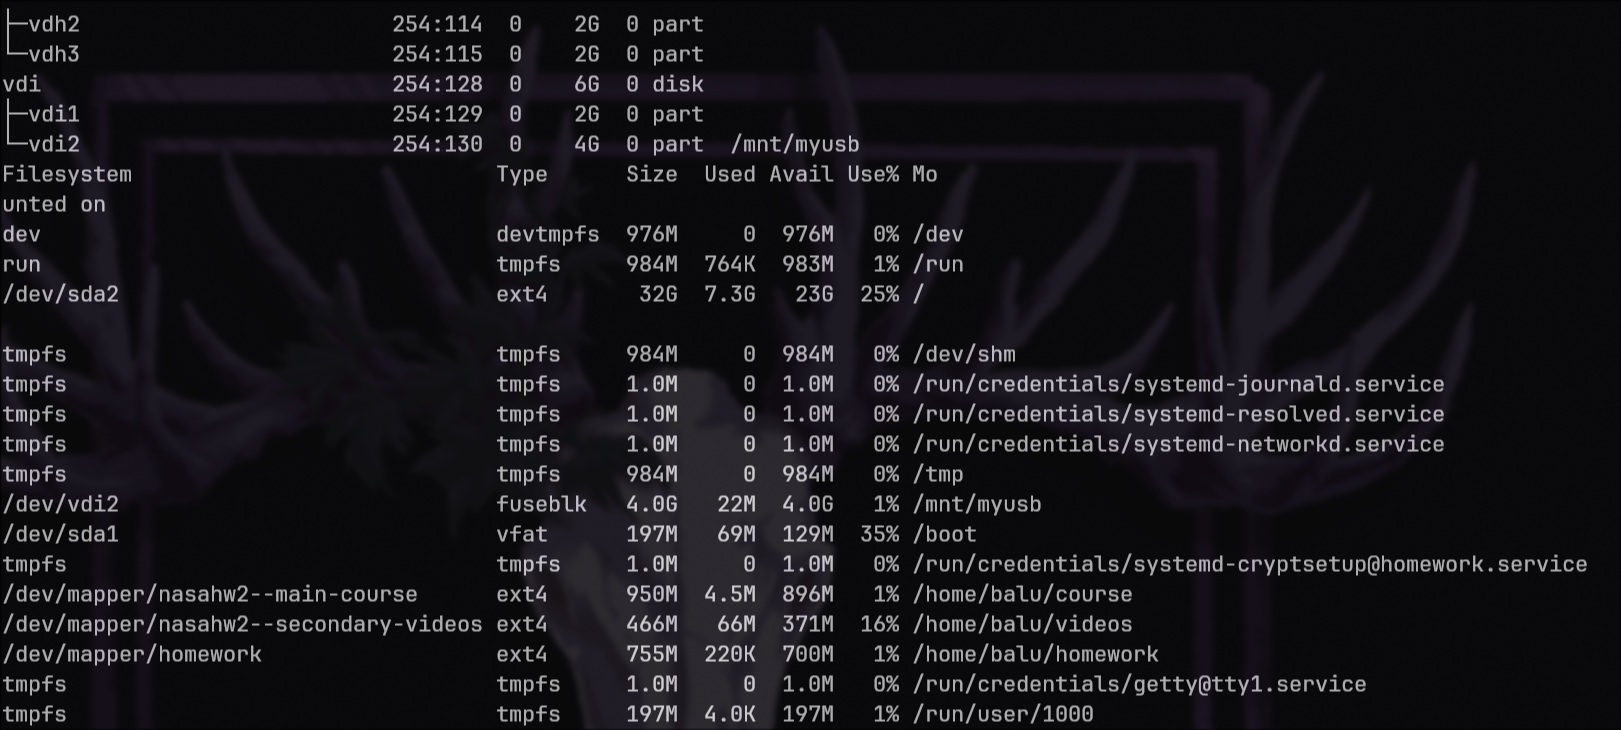 ├─vdh2                        254:114  0    2G  0 part
└─vdh3                        254:115  0    2G  0 part
vdi                           254:128  0    6G  0 disk
├─vdi1                        254:129  0    2G  0 part
└─vdi2                        254:130  0    4G  0 part  /mnt/myusb
Filesystem                            Type      Size  Used Avail Use% Mo
unted on
dev                                   devtmpfs  976M     0  976M   0% /dev
run                                   tmpfs     984M  764K  983M   1% /run
/dev/sda2                             ext4       32G  7.3G   23G  25% /
tmpfs                                 tmpfs     984M     0  984M   0% /dev/shm
tmpfs                                 tmpfs     1.0M     0  1.0M   0% /run/credentials/systemd-journald.service
tmpfs                                 tmpfs     1.0M     0  1.0M   0% /run/credentials/systemd-resolved.service
tmpfs                                 tmpfs     1.0M     0  1.0M   0% /run/credentials/systemd-networkd.service
tmpfs                                 tmpfs     984M     0  984M   0% /tmp
/dev/vdi2                             fuseblk   4.0G   22M  4.0G   1% /mnt/myusb
/dev/sda1                             vfat      197M   69M  129M  35% /boot
tmpfs                                 tmpfs     1.0M     0  1.0M   0% /run/credentials/systemd-cryptsetup@homework.service
/dev/mapper/nasahw2--main-course      ext4      950M  4.5M  896M   1% /home/balu/course
/dev/mapper/nasahw2--secondary-videos ext4      466M   66M  371M  16% /home/balu/videos
/dev/mapper/homework                  ext4      755M  220K  700M   1% /home/balu/homework
tmpfs                                 tmpfs     1.0M     0  1.0M   0% /run/credentials/getty@tty1.service
tmpfs                                 tmpfs     197M  4.0K  197M   1% /run/user/1000